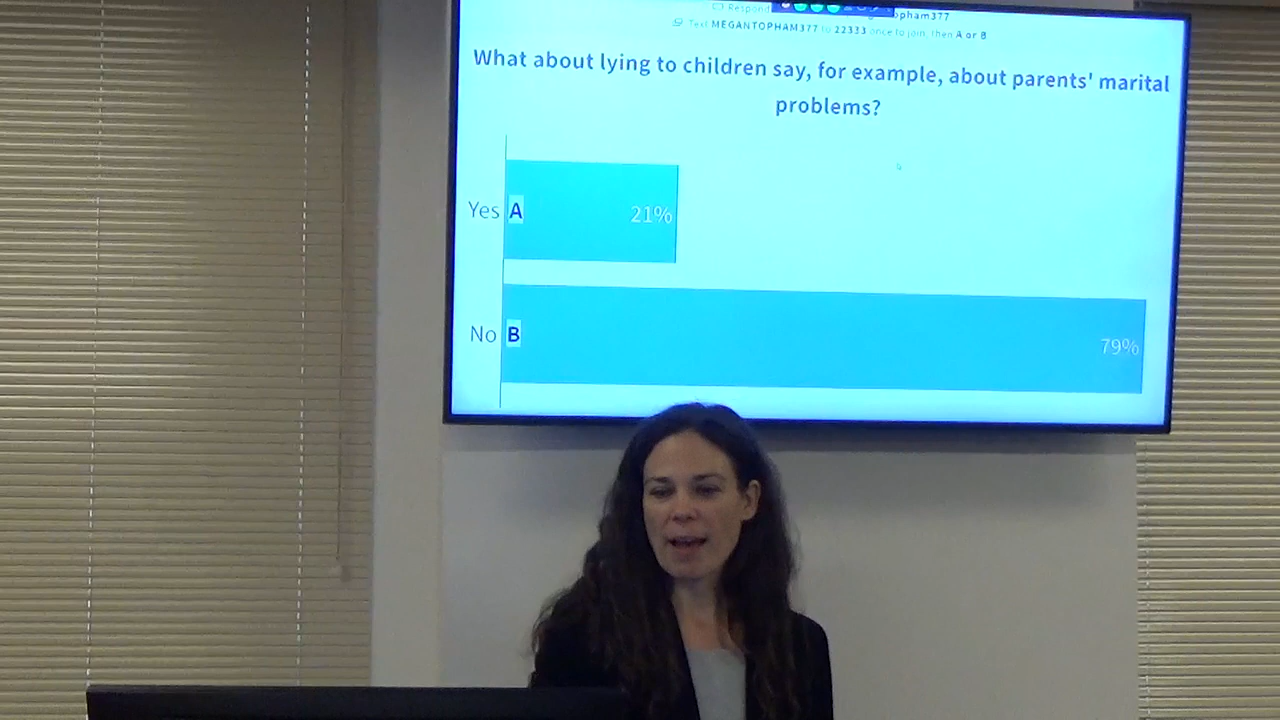 Respond
opham377
Text MEGANTOPHAM377 to 22333 once to join, then A or B
What about lying to children say, for example, about parents' marital
problems?
Yes A 21%
No B 79%